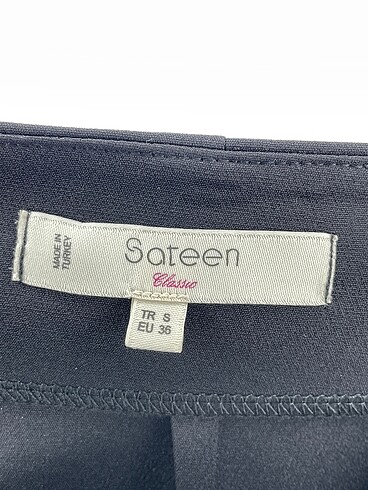 MADE IN
TURKEY
Sateen
Classic
TR S
EU 36